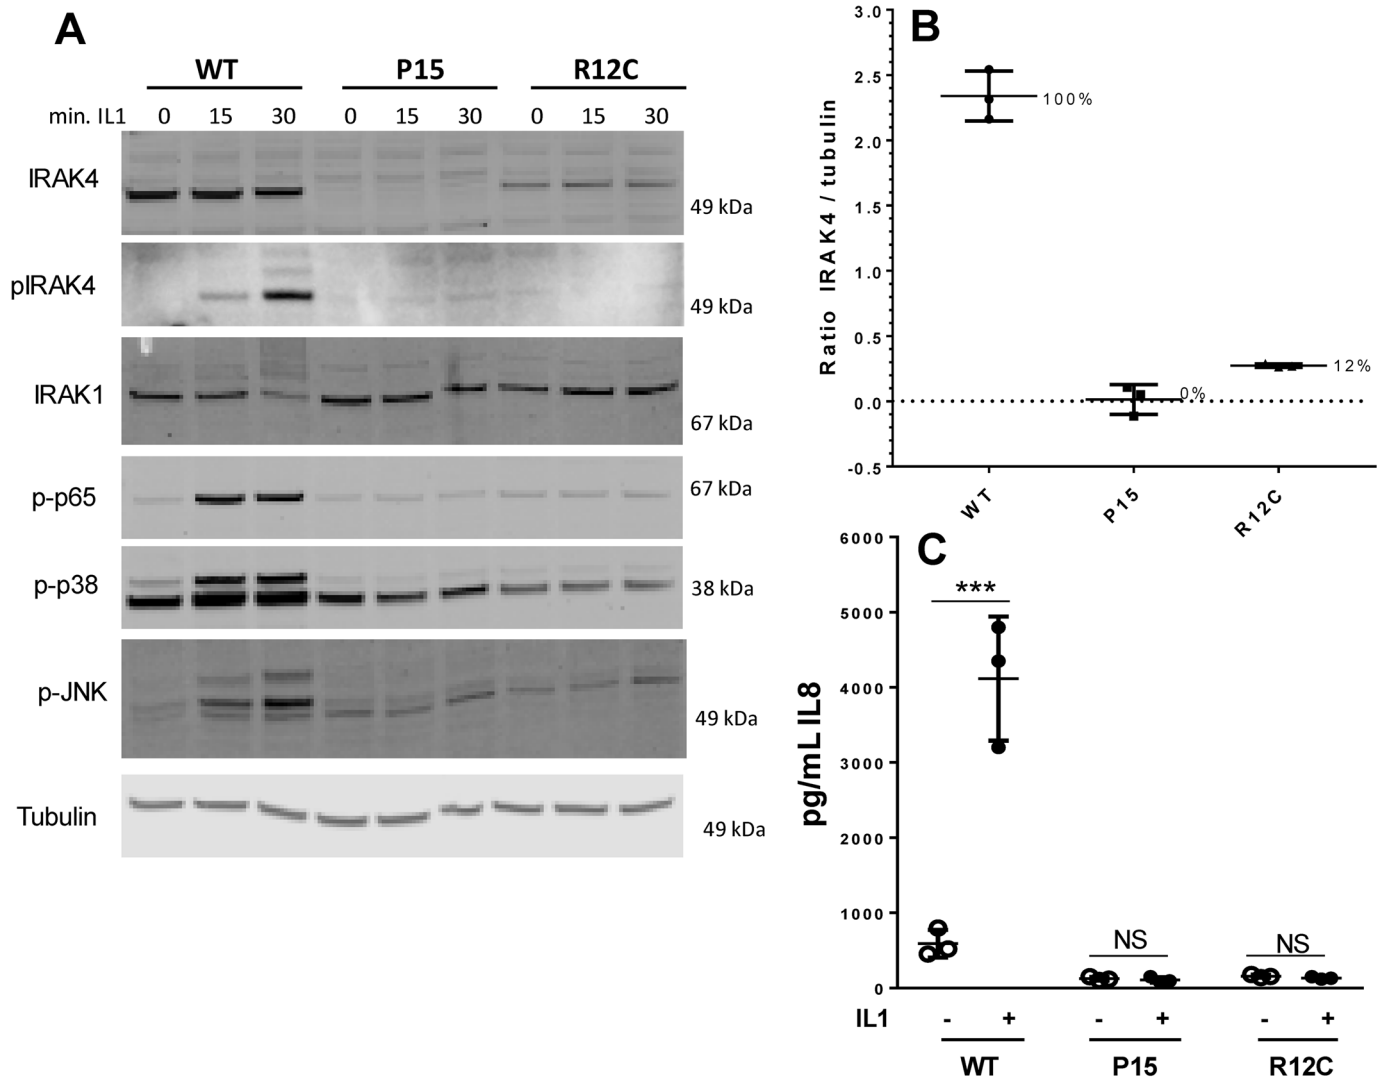 A
WT P15 R12C
min. IL1 0 15 30 0 15 30 0 15 30
IRAK4
49 kDa
pIRAK4
49 kDa
IRAK1
67 kDa
p-p65
67 kDa
p-p38
38 kDa
p-JNK
49 kDa
Tubulin
49 kDa
B
Ratio IRAK4 / tubulin
3.0
2.5
2.0
1.5
1.0
0.5
0.0
-0.5
100%
0%
12%
WT P15 R12C
C
pg/mL IL8
6000
5000
4000
3000
2000
1000
0
***
NS
NS
IL1 - + - + - +
WT P15 R12C